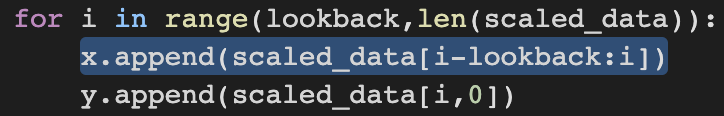 for i in range(lookback,len(scaled_data)):
x.append(scaled_data[i-lookback:i])
y.append(scaled_data[i,0])